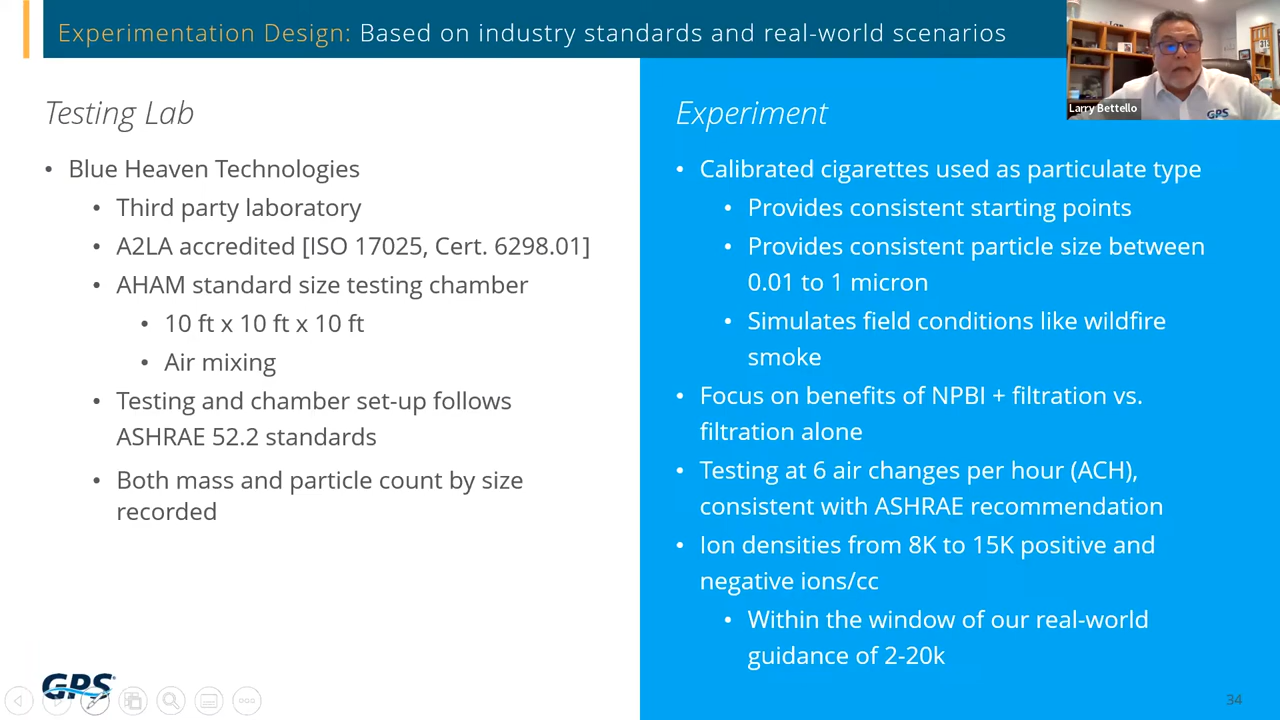 Experimentation Design: Based on industry standards and real-world scenarios
Larry Bettello
GPS
Testing Lab
• Blue Heaven Technologies
• Third party laboratory
• A2LA accredited [ISO 17025, Cert. 6298.01]
• AHAM standard size testing chamber
• 10 ft x 10 ft x 10 ft
• Air mixing
• Testing and chamber set-up follows
ASHRAE 52.2 standards
• Both mass and particle count by size
recorded
Experiment
• Calibrated cigarettes used as particulate type
• Provides consistent starting points
• Provides consistent particle size between
0.01 to 1 micron
• Simulates field conditions like wildfire
smoke
• Focus on benefits of NPBI + filtration vs.
filtration alone
• Testing at 6 air changes per hour (ACH),
consistent with ASHRAE recommendation
• Ion densities from 8K to 15K positive and
negative ions/cc
• Within the window of our real-world
guidance of 2-20k
GPS
34